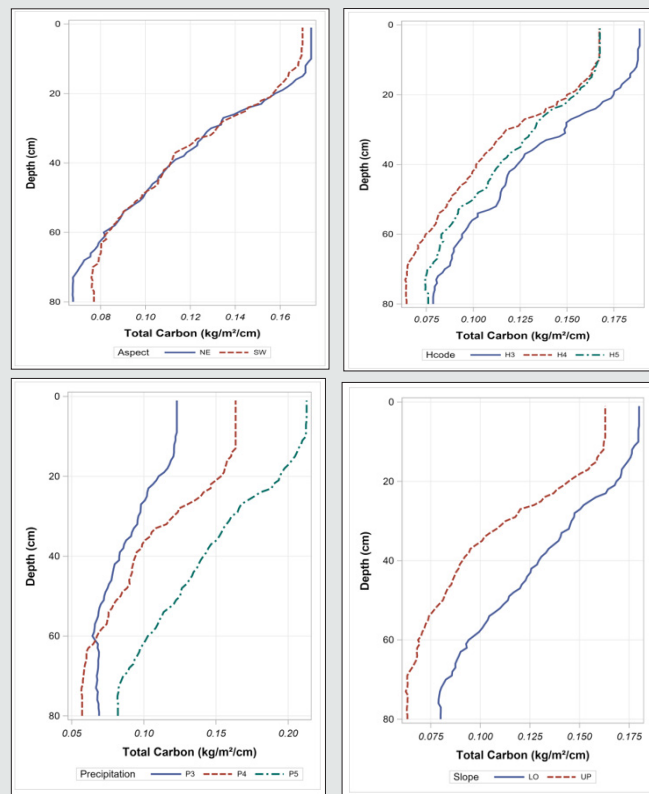 0
20
40
60
80
Depth (cm)
0.08 0.10 0.12 0.14 0.16
Total Carbon (kg/m²/cm)
Aspect NE SW
0
20
40
60
80
Depth (cm)
0.075 0.100 0.125 0.150 0.175
Total Carbon (kg/m²/cm)
Hcode H3 H4 H5
0
20
40
60
80
Depth (cm)
0.05 0.10 0.15 0.20
Total Carbon (kg/m²/cm)
Precipitation P3 P4 P5
0
20
40
60
80
Depth (cm)
0.075 0.100 0.125 0.150 0.175
Total Carbon (kg/m²/cm)
Slope LO UP